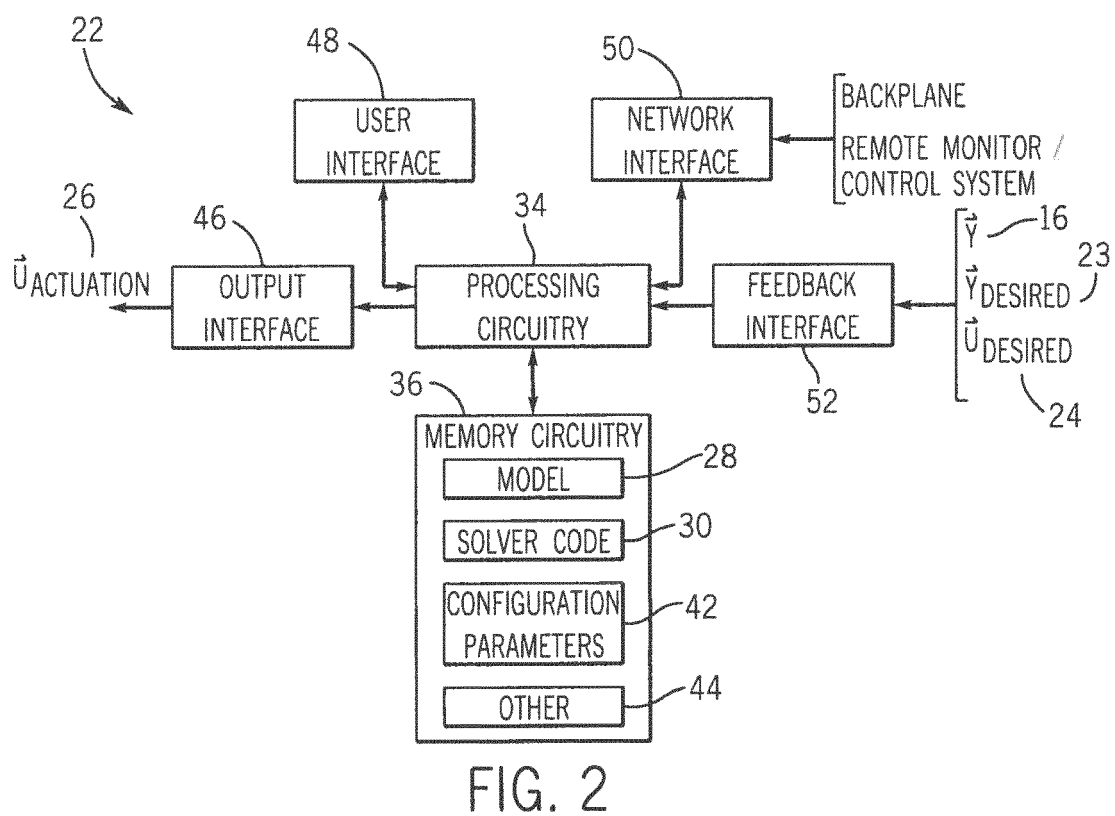 22
48
50
USER
INTERFACE
NETWORK
INTERFACE
BACKPLANE
REMOTE MONITOR /
CONTROL SYSTEM
26
46
34
16
Y⃗
23
U⃗ ACTUATION
OUTPUT
INTERFACE
PROCESSING
CIRCUITRY
FEEDBACK
INTERFACE
Y⃗ DESIRED
U⃗ DESIRED
52
24
36
MEMORY CIRCUITRY
MODEL
28
SOLVER CODE
30
CONFIGURATION
PARAMETERS
42
OTHER
44
FIG. 2